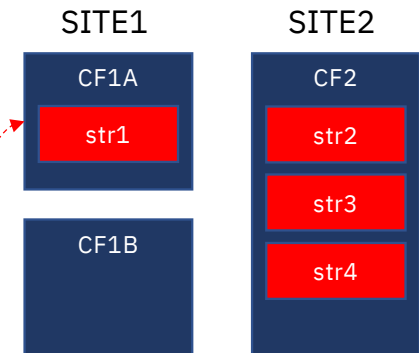 SITE1
CF1A
str1
CF1B
SITE2
CF2
str2
str3
str4